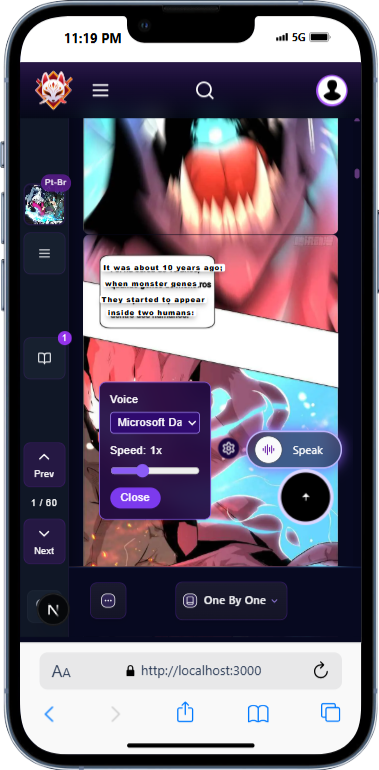 11:19 PM
5G
Pt-Br
It was about 10 years ago;
when monster genes ros
They started to appear
inside two humans:
1
Voice
Microsoft Da
Speed: 1x
Close
Speak
Prev
1 / 60
Next
N
One By One
AA
http://localhost:3000